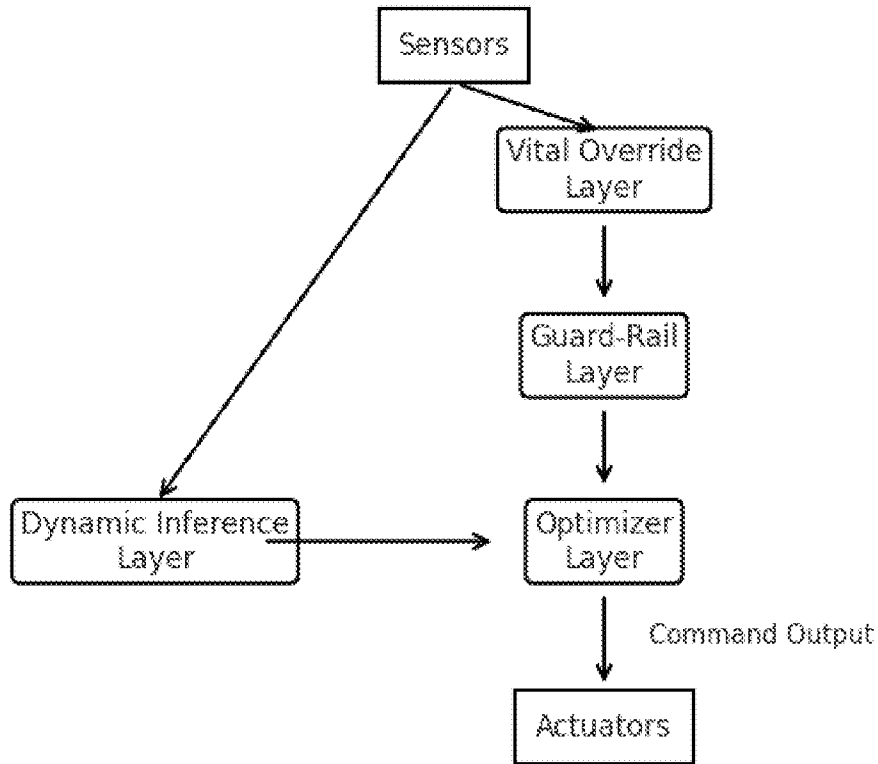 Sensors
Vital Override
Layer
Guard-Rail
Layer
Dynamic Inference
Layer
Optimizer
Layer
Command Output
Actuators